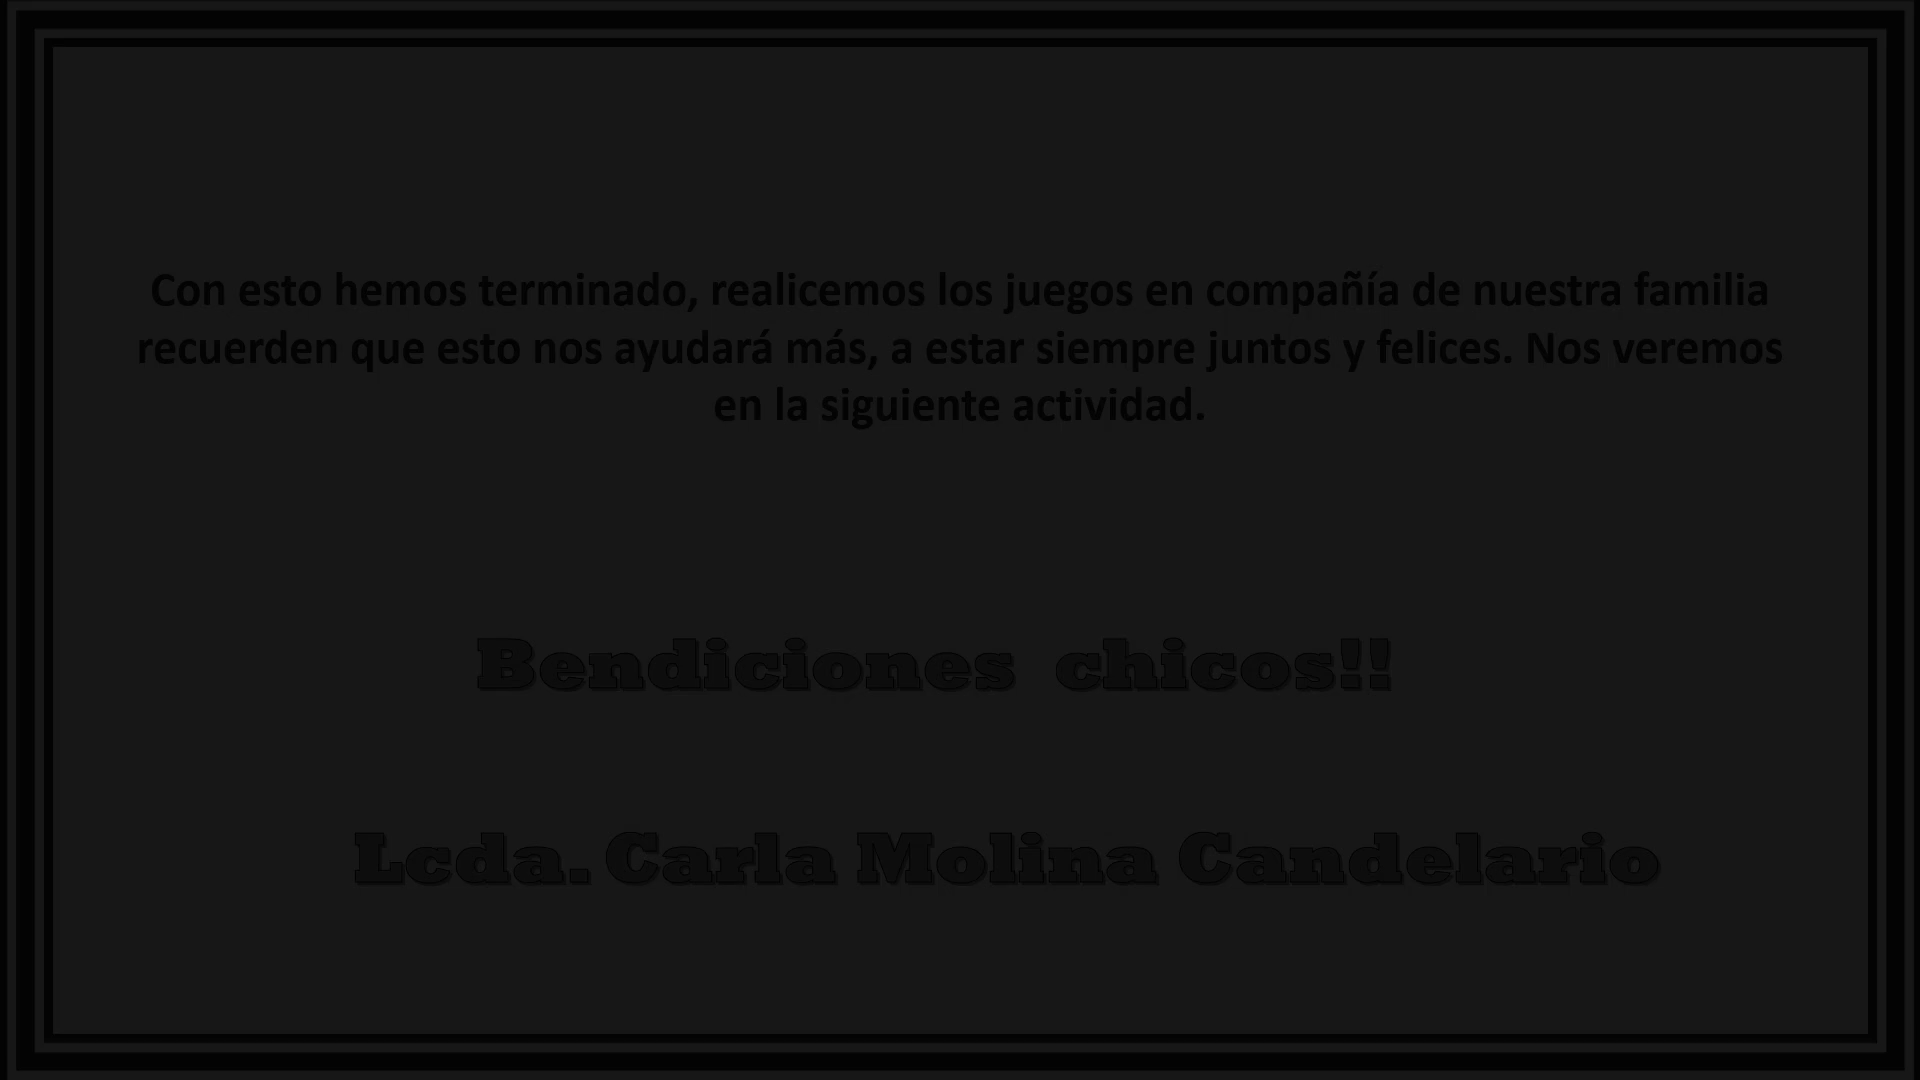 Con esto hemos terminado, realicemos los juegos en compañía de nuestra familia
recuerden que esto nos ayudará más, a estar siempre juntos y felices. Nos veremos
en la siguiente actividad.
Bendiciones chicos!!
Lcda. Carla Molina Candelario